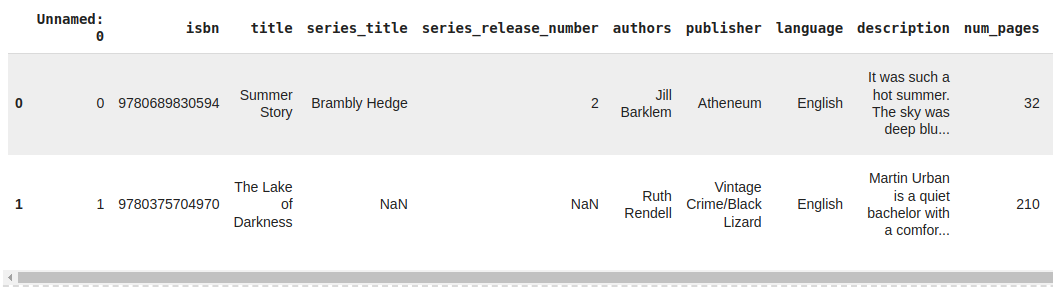 Unnamed: 0 isbn title series_title series_release_number authors publisher language description num_pages
0 0 9780689830594 Summer Story Brambly Hedge 2 Jill Barklem Atheneum English It was such a hot summer. The sky was deep blu... 32
1 1 9780375704970 The Lake of Darkness NaN NaN Ruth Rendell Vintage Crime/Black Lizard English Martin Urban is a quiet bachelor with a comfor... 210